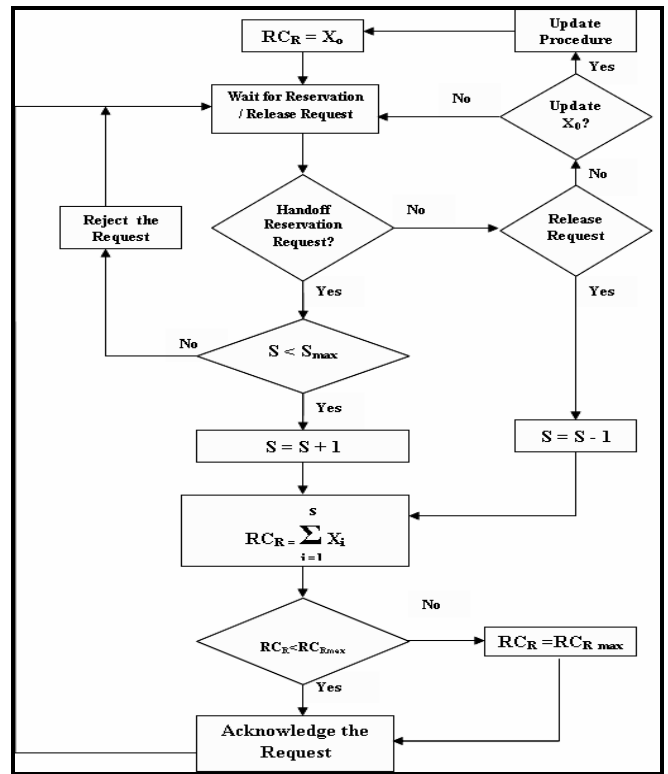 RC_R = X_o
Update
Procedure
Yes
Wait for Reservation
/ Release Request
No
Update
X_0?
No
Reject the
Request
Handoff
Reservation
Request?
No
Release
Request
Yes
Yes
No
S < S_max
Yes
S = S + 1
S = S - 1
s
RC_R = Σ X_i
i=1
No
RC_R<RC_Rmax
RC_R =RC_R max
Yes
Acknowledge the
Request